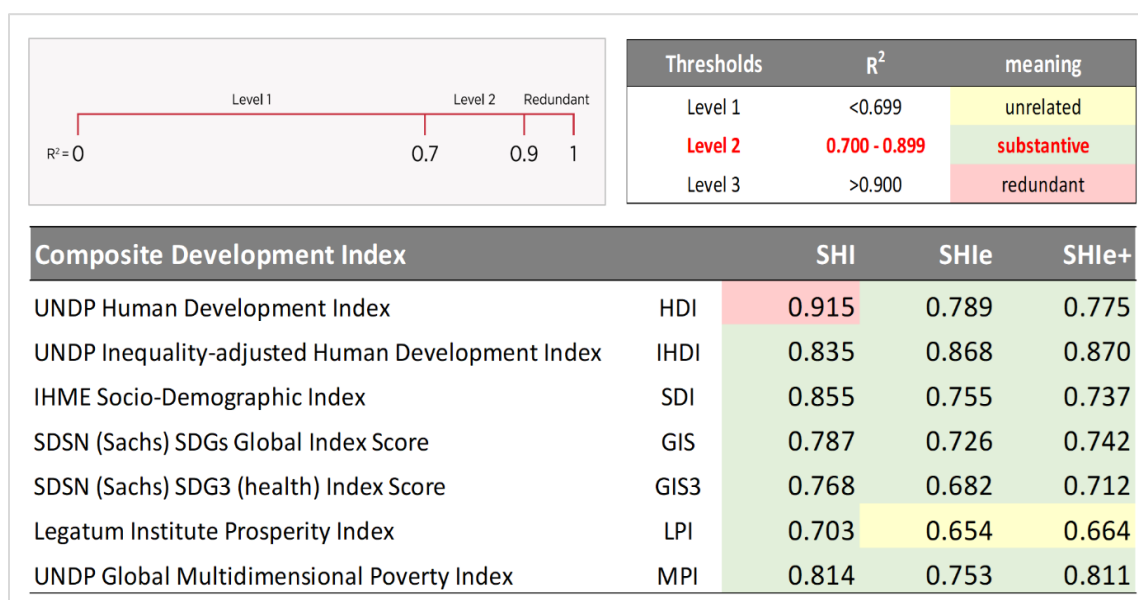 Level 1 Level 2 Redundant
R² = 0 0.7 0.9 1
Thresholds R² meaning
Level 1 <0.699 unrelated
Level 2 0.700 - 0.899 substantive
Level 3 >0.900 redundant
Composite Development Index SHI SHIe SHIe+
UNDP Human Development Index HDI 0.915 0.789 0.775
UNDP Inequality-adjusted Human Development Index IHDI 0.835 0.868 0.870
IHME Socio-Demographic Index SDI 0.855 0.755 0.737
SDSN (Sachs) SDGs Global Index Score GIS 0.787 0.726 0.742
SDSN (Sachs) SDG3 (health) Index Score GIS3 0.768 0.682 0.712
Legatum Institute Prosperity Index LPI 0.703 0.654 0.664
UNDP Global Multidimensional Poverty Index MPI 0.814 0.753 0.811